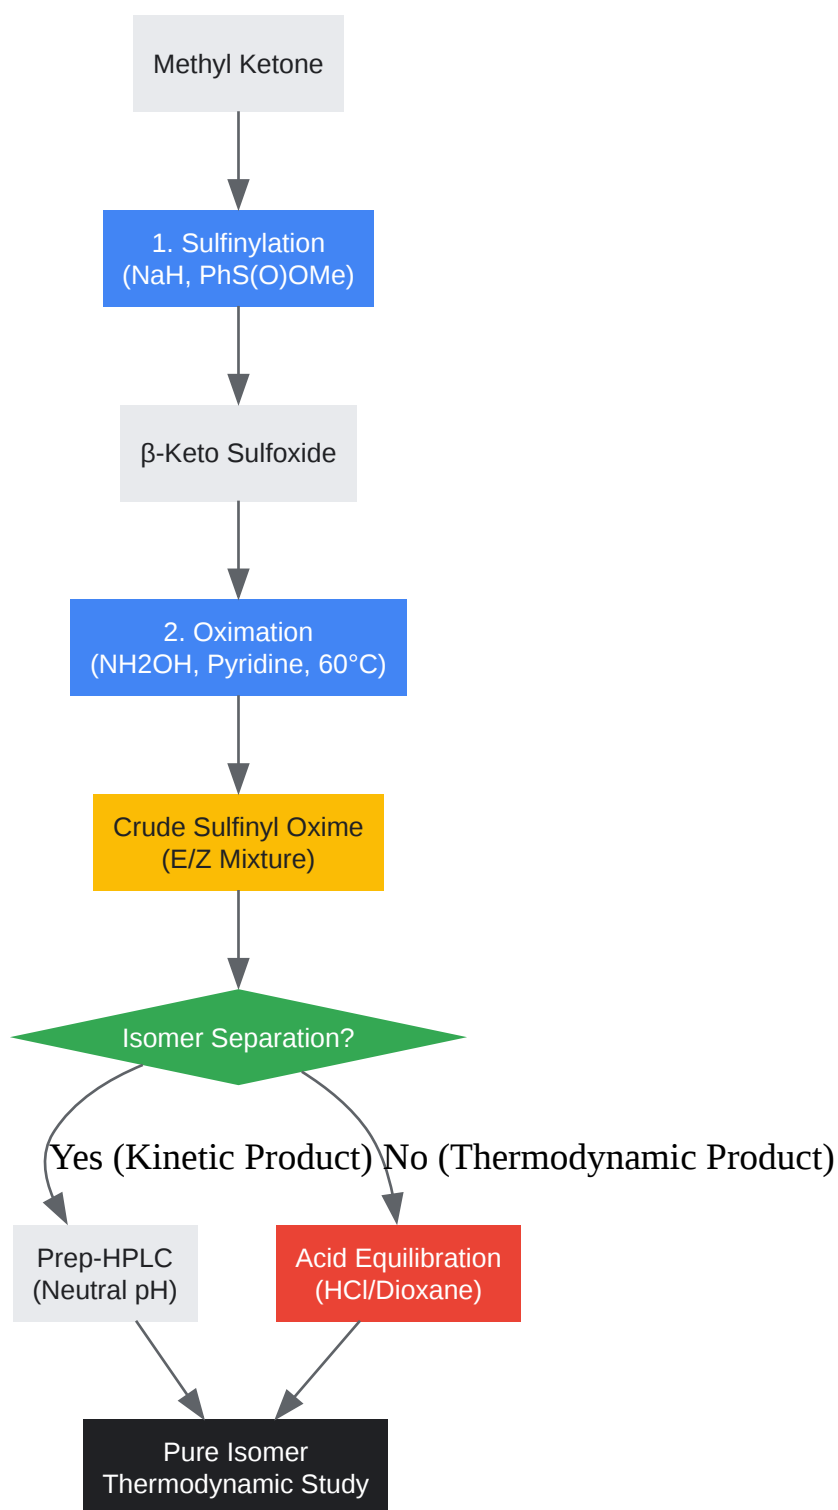 Methyl Ketone
1. Sulfinylation
(NaH, PhS(O)OMe)
β-Keto Sulfoxide
2. Oximation
(NH2OH, Pyridine, 60°C)
Crude Sulfinyl Oxime
(E/Z Mixture)
Isomer Separation?
Yes (Kinetic Product)
No (Thermodynamic Product)
Prep-HPLC
(Neutral pH)
Acid Equilibration
(HCl/Dioxane)
Pure Isomer
Thermodynamic Study